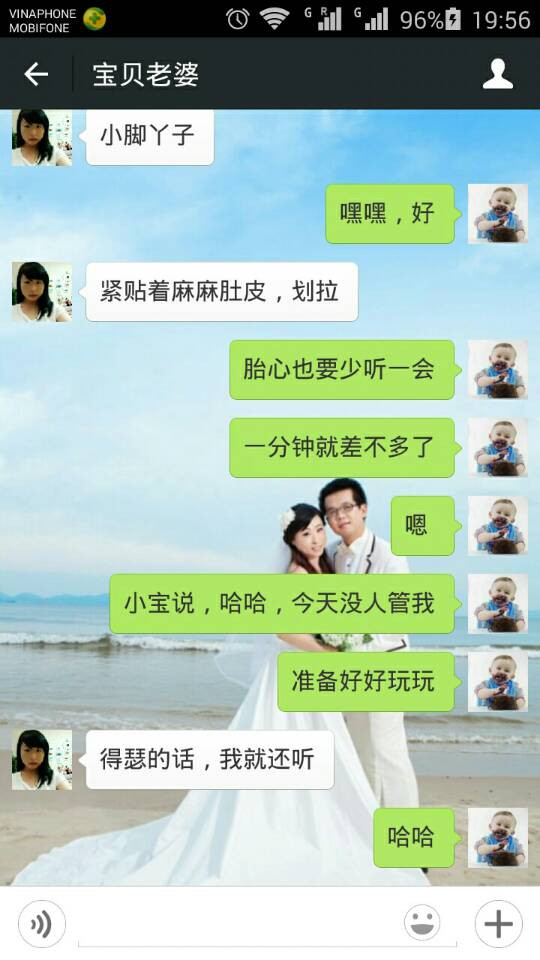 VINAPHONE
MOBIFONE
G R G 96% 19:56
宝贝老婆
小脚丫子
嘿嘿，好
紧贴着麻麻肚皮，划拉
胎心也要少听一会
一分钟就差不多了
嗯
小宝说，哈哈，今天没人管我
准备好好玩玩
得瑟的话，我就还听
哈哈